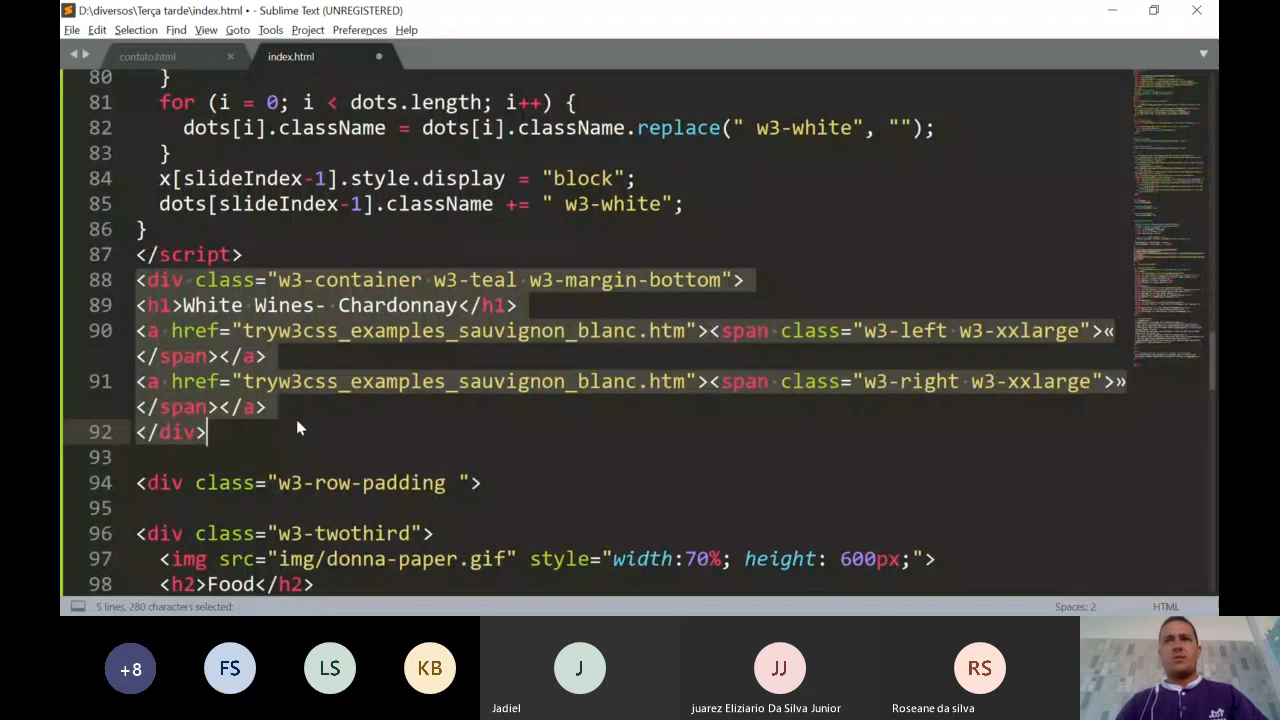 D:\diversos\Terça tarde\index.html • - Sublime Text (UNREGISTERED)
File Edit Selection Find View Goto Tools Project Preferences Help
contato.html index.html
80 }
81 for (i = 0; i < dots.length; i++) {
82 dots[i].className = dots[i].className.replace(" w3-white", "");
83 }
84 x[slideIndex-1].style.display = "block";
85 dots[slideIndex-1].className += " w3-white";
86 }
87 </script>
88 <div class="w3-container w3-teal w3-margin-bottom">
89 <h1>White Wines- Chardonnay</h1>
90 <a href="tryw3css_examples_sauvignon_blanc.htm"><span class="w3-left w3-xxlarge">«
</span></a>
91 <a href="tryw3css_examples_sauvignon_blanc.htm"><span class="w3-right w3-xxlarge">»
</span></a>
92 </div>
93
94 <div class="w3-row-padding ">
95
96 <div class="w3-twothird">
97 <img src="img/donna-paper.gif" style="width:70%; height: 600px;">
98 <h2>Food</h2>
5 lines, 280 characters selected: Spaces: 2 HTML
+8 FS LS KB J JJ RS
Jadiel juarez Eliziario Da Silva Junior Roseane da silva